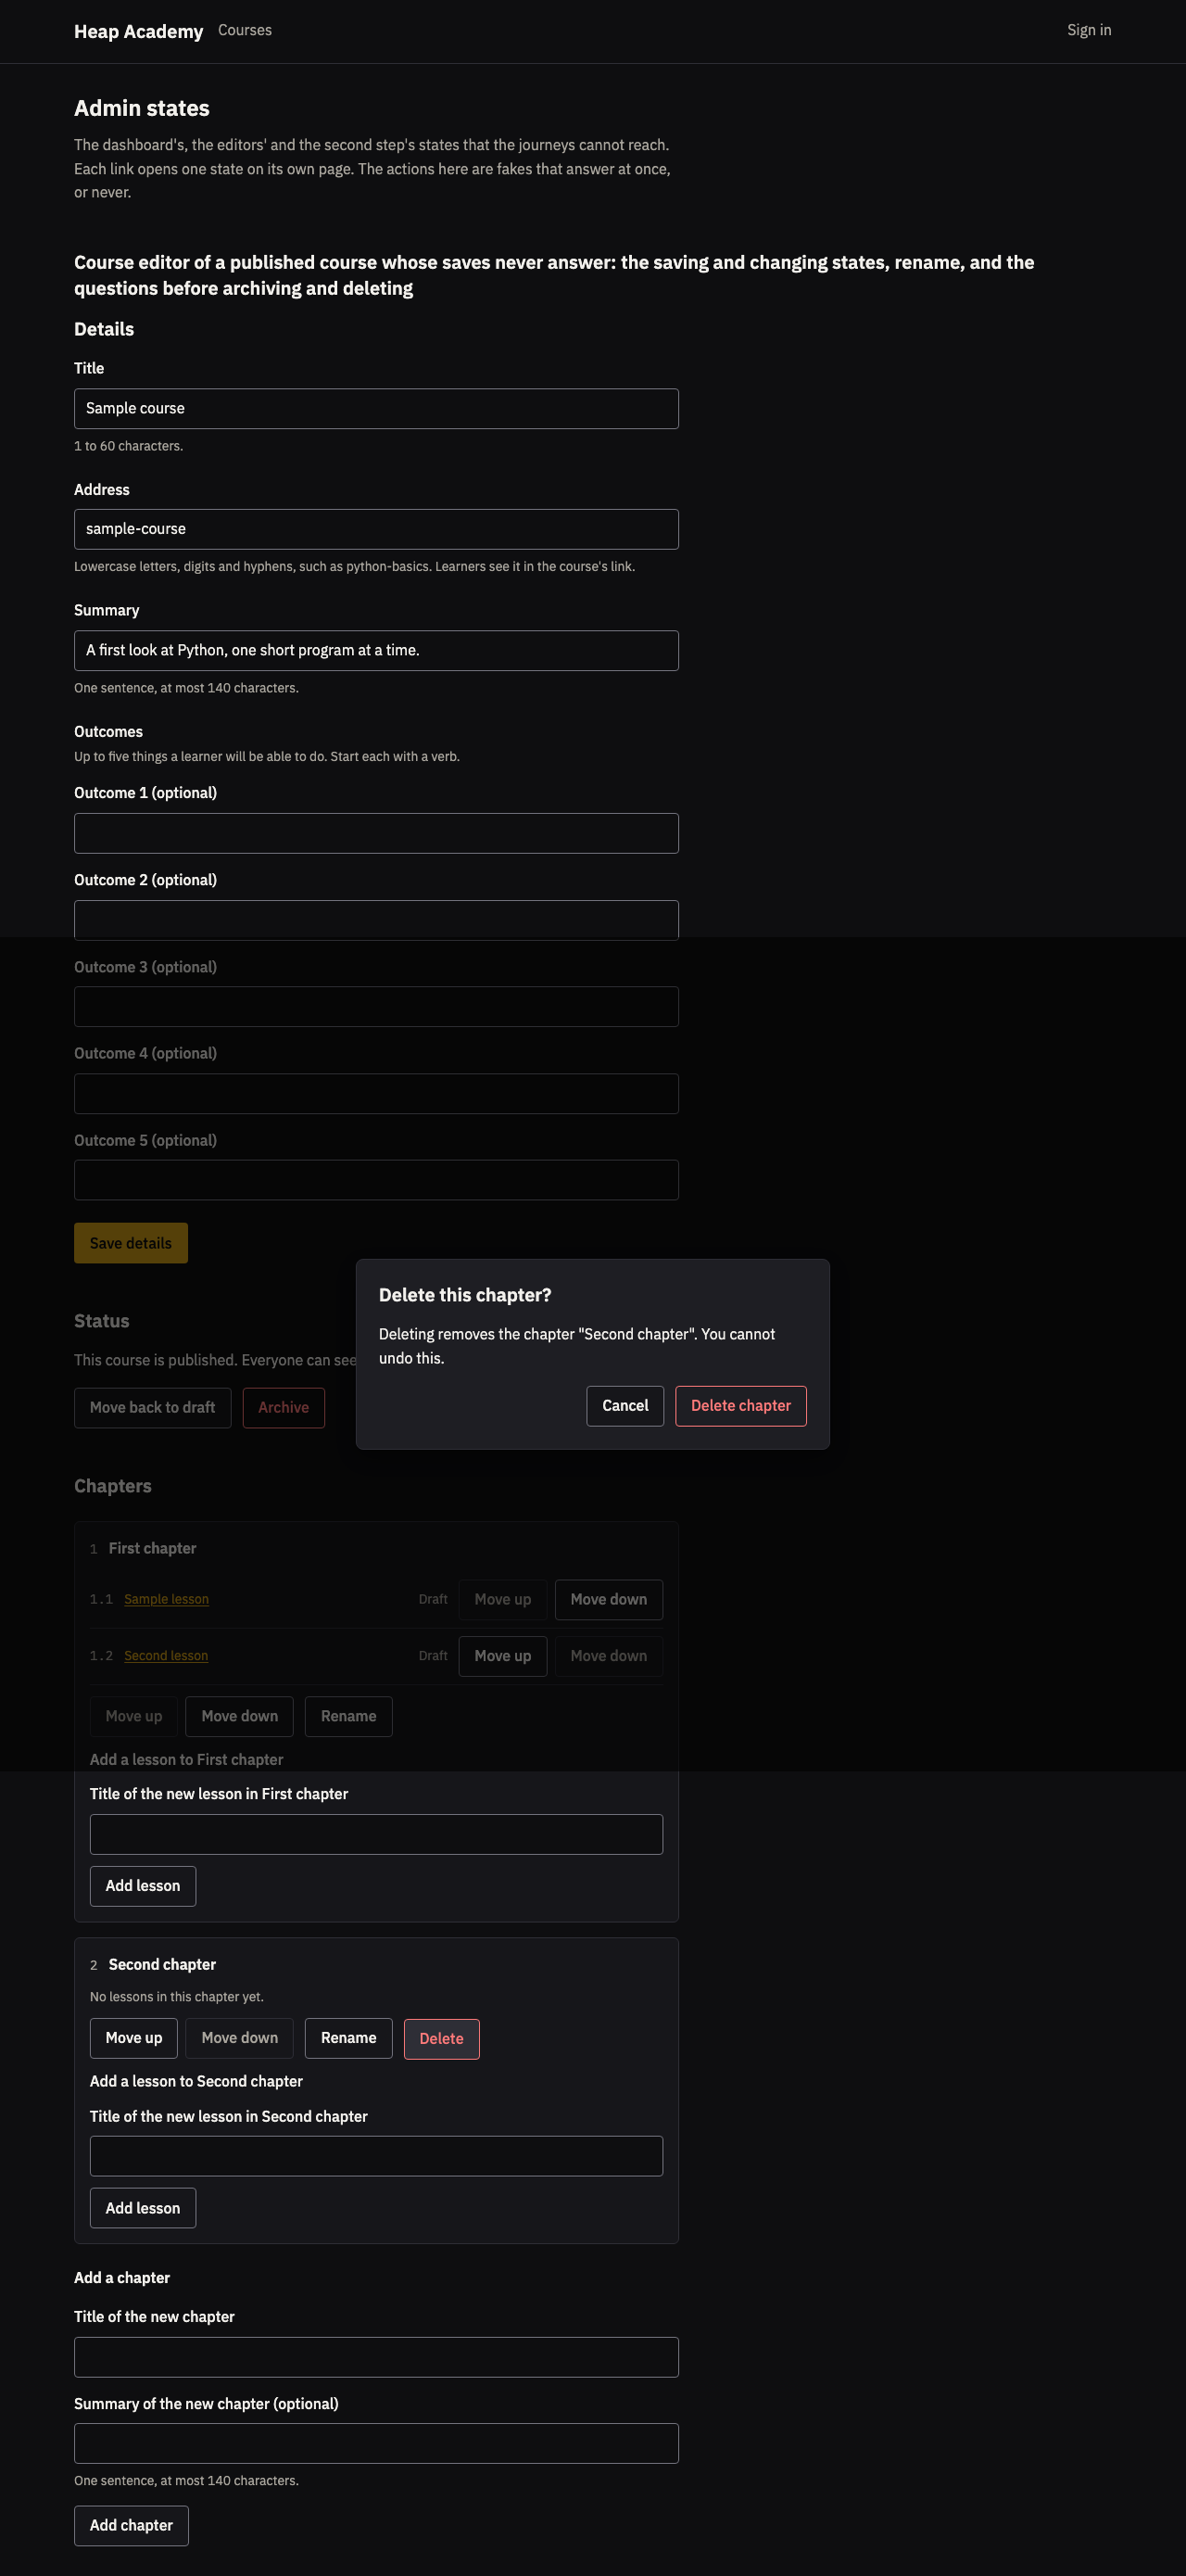 Heap Academy Courses Sign in
Admin states
The dashboard's, the editors' and the second step's states that the journeys cannot reach.
Each link opens one state on its own page. The actions here are fakes that answer at once,
or never.
Course editor of a published course whose saves never answer: the saving and changing states, rename, and the
questions before archiving and deleting
Details
Title
Sample course
1 to 60 characters.
Address
sample-course
Lowercase letters, digits and hyphens, such as python-basics. Learners see it in the course's link.
Summary
A first look at Python, one short program at a time.
One sentence, at most 140 characters.
Outcomes
Up to five things a learner will be able to do. Start each with a verb.
Outcome 1 (optional)
Outcome 2 (optional)
Outcome 3 (optional)
Outcome 4 (optional)
Outcome 5 (optional)
Save details
Status
This course is published. Everyone can see
Move back to draft Archive
Delete this chapter?
Deleting removes the chapter "Second chapter". You cannot
undo this.
Cancel Delete chapter
Chapters
1 First chapter
1.1 Sample lesson Draft Move up Move down
1.2 Second lesson Draft Move up Move down
Move up Move down Rename
Add a lesson to First chapter
Title of the new lesson in First chapter
Add lesson
2 Second chapter
No lessons in this chapter yet.
Move up Move down Rename Delete
Add a lesson to Second chapter
Title of the new lesson in Second chapter
Add lesson
Add a chapter
Title of the new chapter
Summary of the new chapter (optional)
One sentence, at most 140 characters.
Add chapter